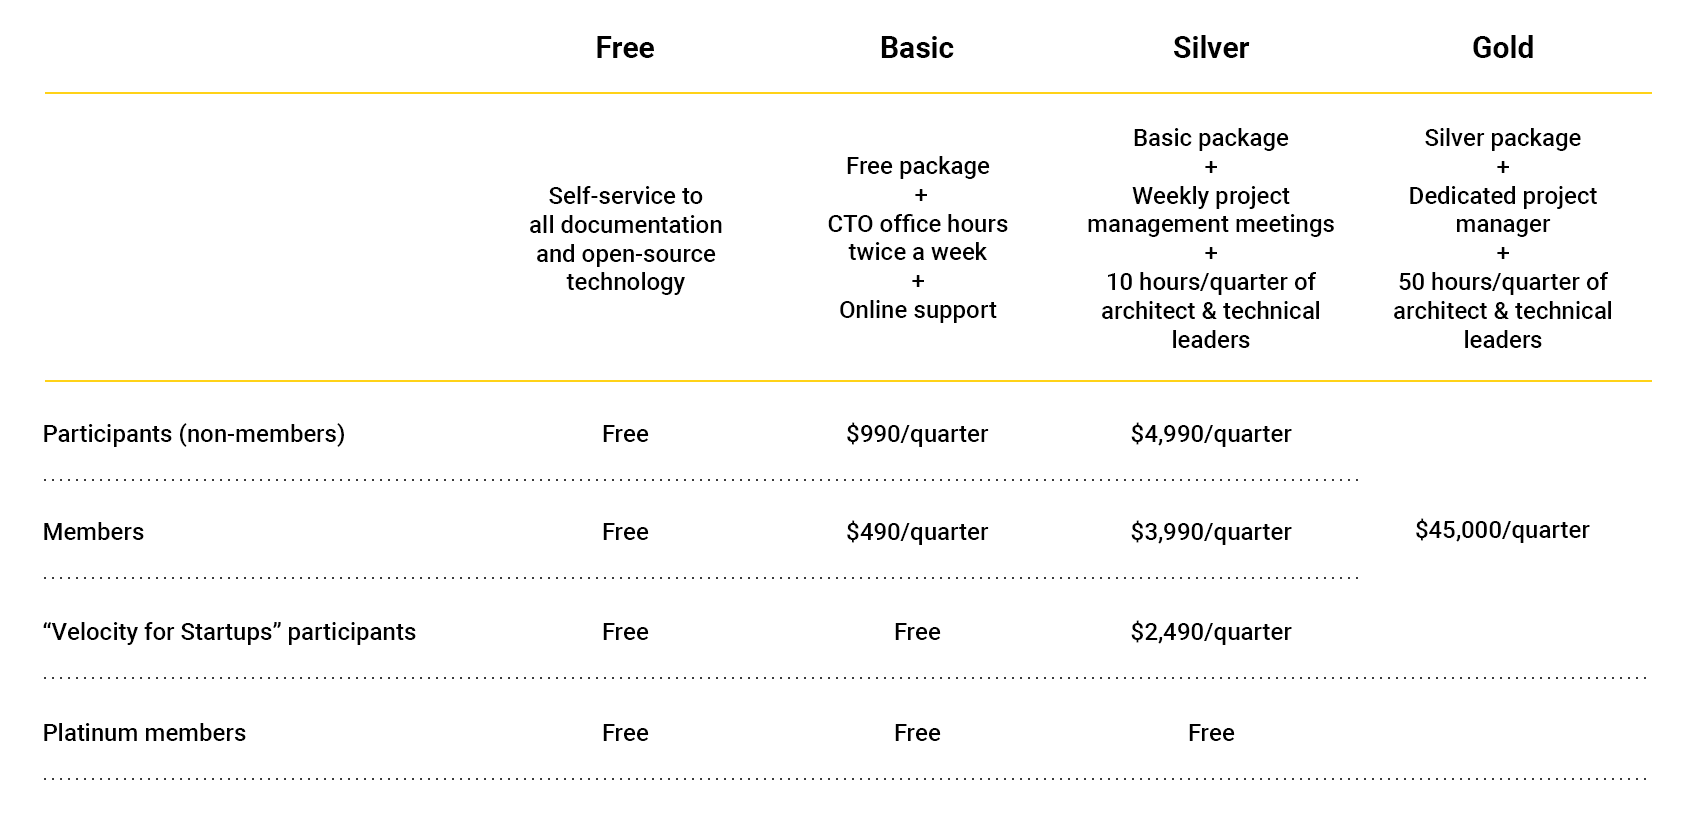 Free Basic Silver Gold
Self-service to
all documentation
and open-source
technology
Free package
+
CTO office hours
twice a week
+
Online support
Basic package
+
Weekly project
management meetings
+
10 hours/quarter of
architect & technical
leaders
Silver package
+
Dedicated project
manager
+
50 hours/quarter of
architect & technical
leaders
Participants (non-members) Free $990/quarter $4,990/quarter
Members Free $490/quarter $3,990/quarter $45,000/quarter
“Velocity for Startups” participants Free Free $2,490/quarter
Platinum members Free Free Free